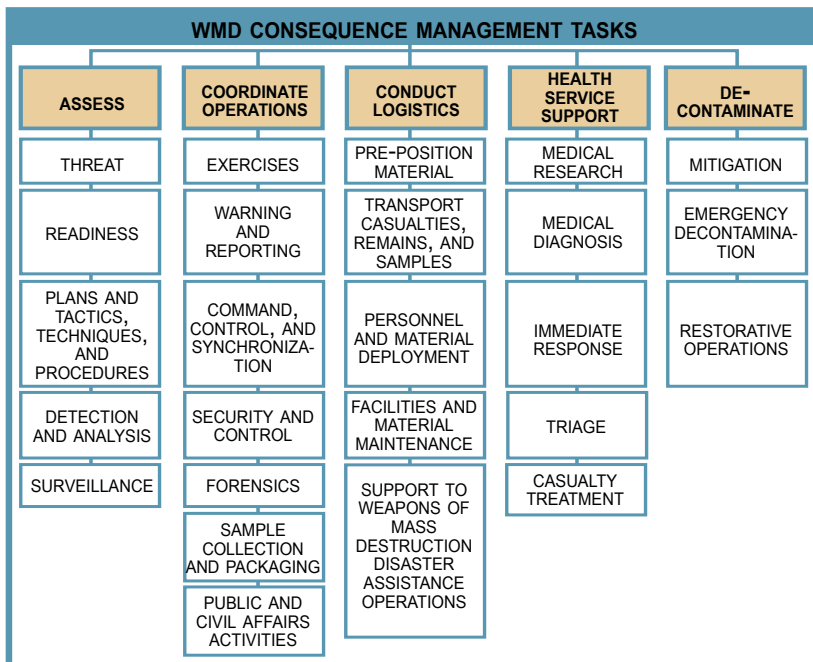 WMD CONSEQUENCE MANAGEMENT TASKS
ASSESS
THREAT
READINESS
PLANS AND
TACTICS,
TECHNIQUES,
AND
PROCEDURES
DETECTION
AND ANALYSIS
SURVEILLANCE
COORDINATE
OPERATIONS
EXERCISES
WARNING
AND
REPORTING
COMMAND,
CONTROL, AND
SYNCHRONIZA-
TION
SECURITY AND
CONTROL
FORENSICS
SAMPLE
COLLECTION
AND PACKAGING
PUBLIC AND
CIVIL AFFAIRS
ACTIVITIES
CONDUCT
LOGISTICS
PRE-POSITION
MATERIAL
TRANSPORT
CASUALTIES,
REMAINS, AND
SAMPLES
PERSONNEL
AND MATERIAL
DEPLOYMENT
FACILITIES AND
MATERIAL
MAINTENANCE
SUPPORT TO
WEAPONS OF
MASS
DESTRUCTION
DISASTER
ASSISTANCE
OPERATIONS
HEALTH
SERVICE
SUPPORT
MEDICAL
RESEARCH
MEDICAL
DIAGNOSIS
IMMEDIATE
RESPONSE
TRIAGE
CASUALTY
TREATMENT
DE-
CONTAMINATE
MITIGATION
EMERGENCY
DECONTAMINA-
TION
RESTORATIVE
OPERATIONS